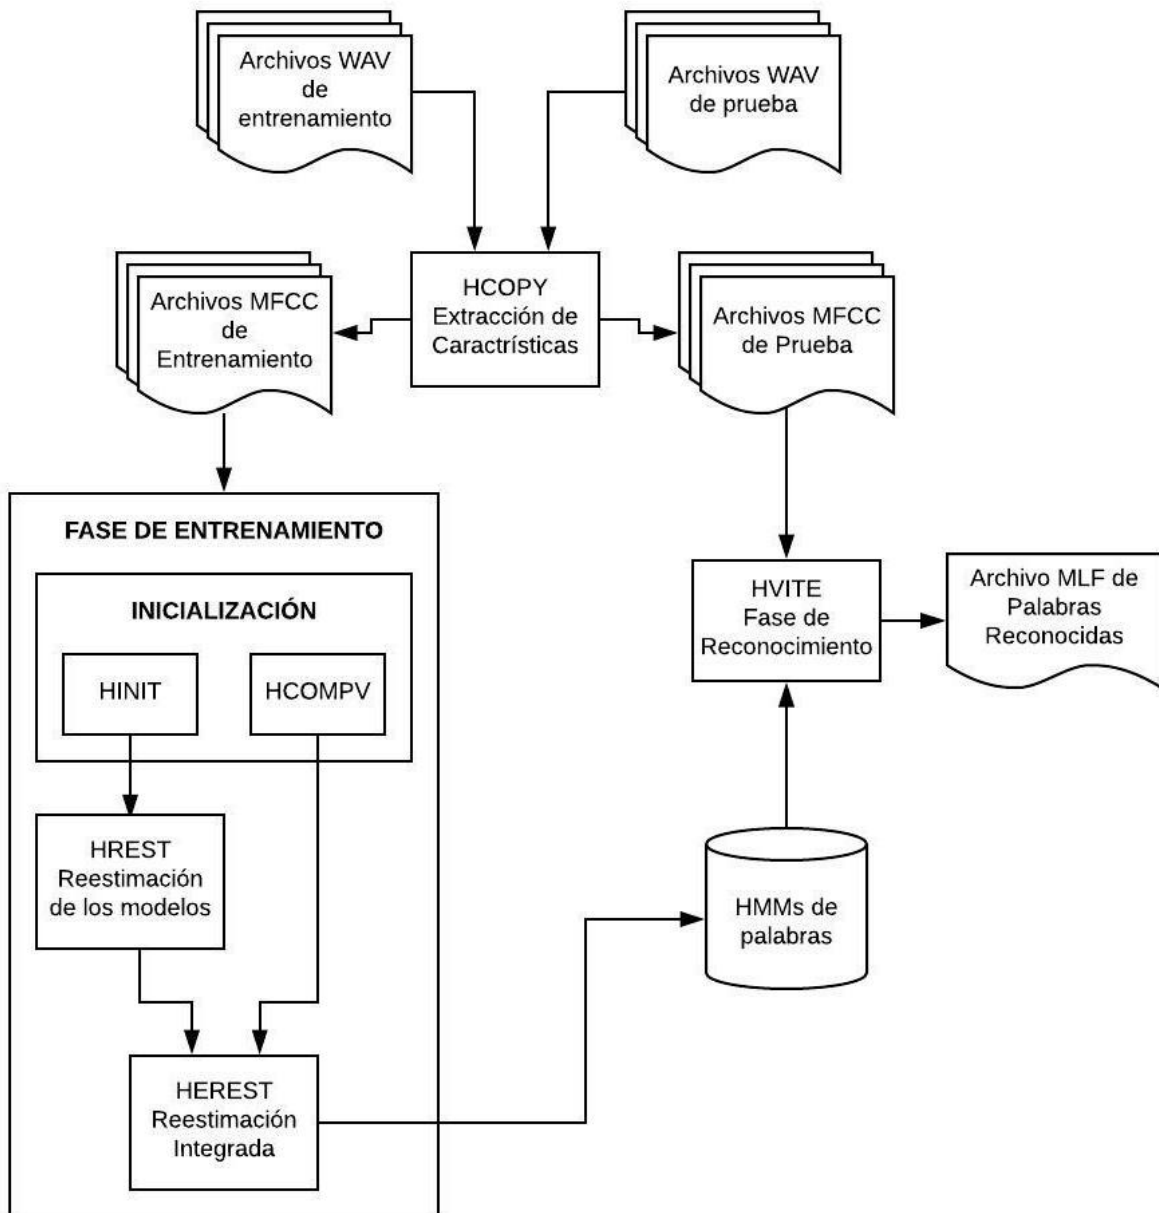 Archivos WAV
de
entrenamiento
Archivos WAV
de prueba
HCOPY
Extracción de
Caractrísticas
Archivos MFCC
de
Entrenamiento
Archivos MFCC
de Prueba
FASE DE ENTRENAMIENTO
INICIALIZACIÓN
HINIT
HCOMPV
HREST
Reestimación
de los modelos
HEREST
Reestimación
Integrada
HVITE
Fase de
Reconocimiento
Archivo MLF de
Palabras
Reconocidas
HMMs de
palabras